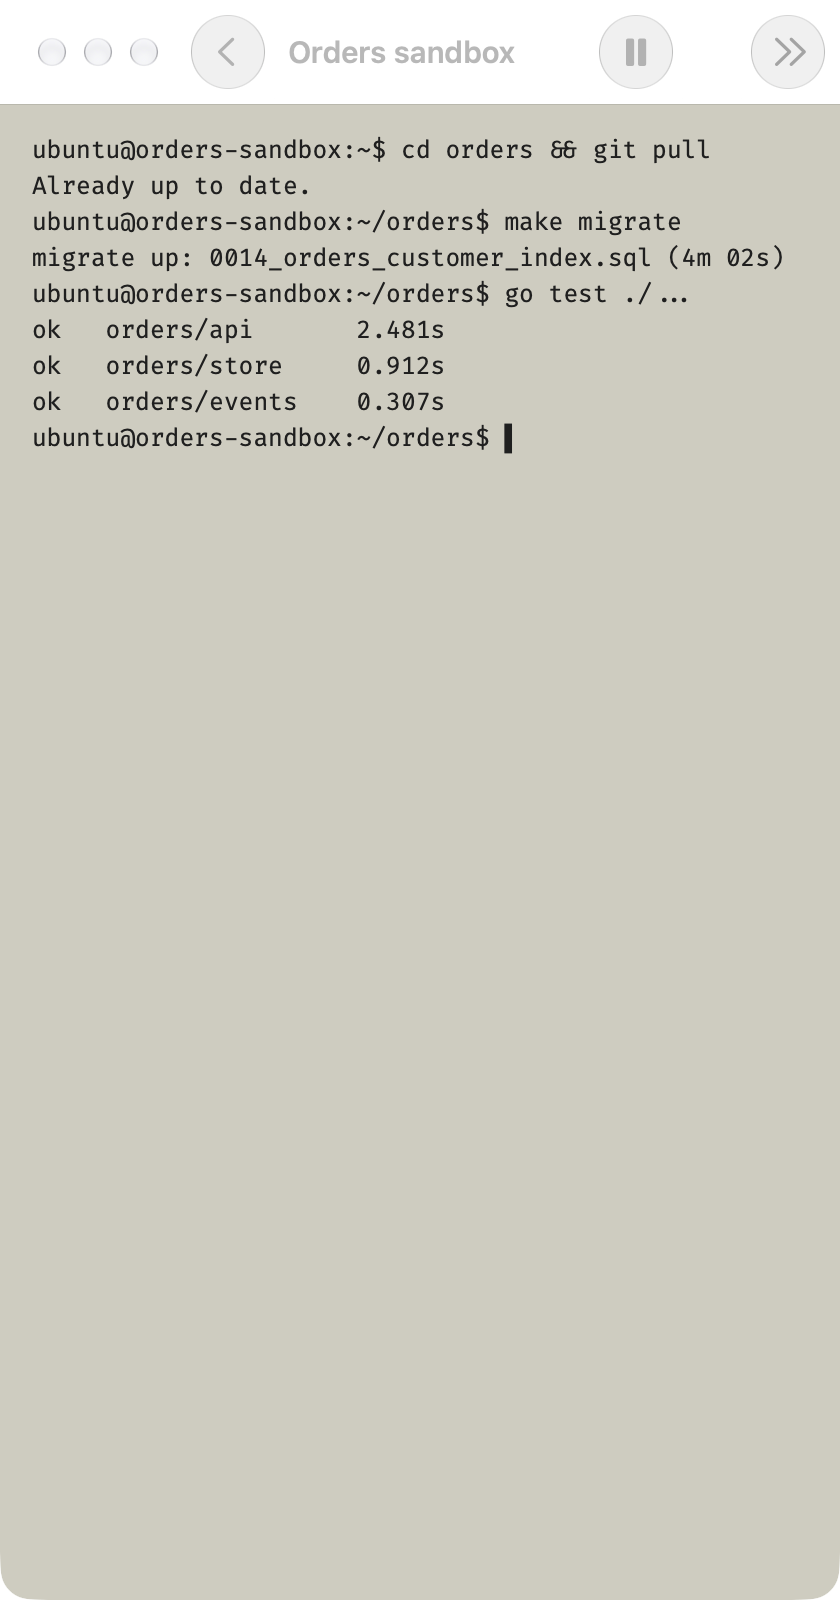 Orders sandbox
ubuntu@orders-sandbox:~$ cd orders && git pull
Already up to date.
ubuntu@orders-sandbox:~/orders$ make migrate
migrate up: 0014_orders_customer_index.sql (4m 02s)
ubuntu@orders-sandbox:~/orders$ go test ./...
ok   orders/api       2.481s
ok   orders/store     0.912s
ok   orders/events    0.307s
ubuntu@orders-sandbox:~/orders$